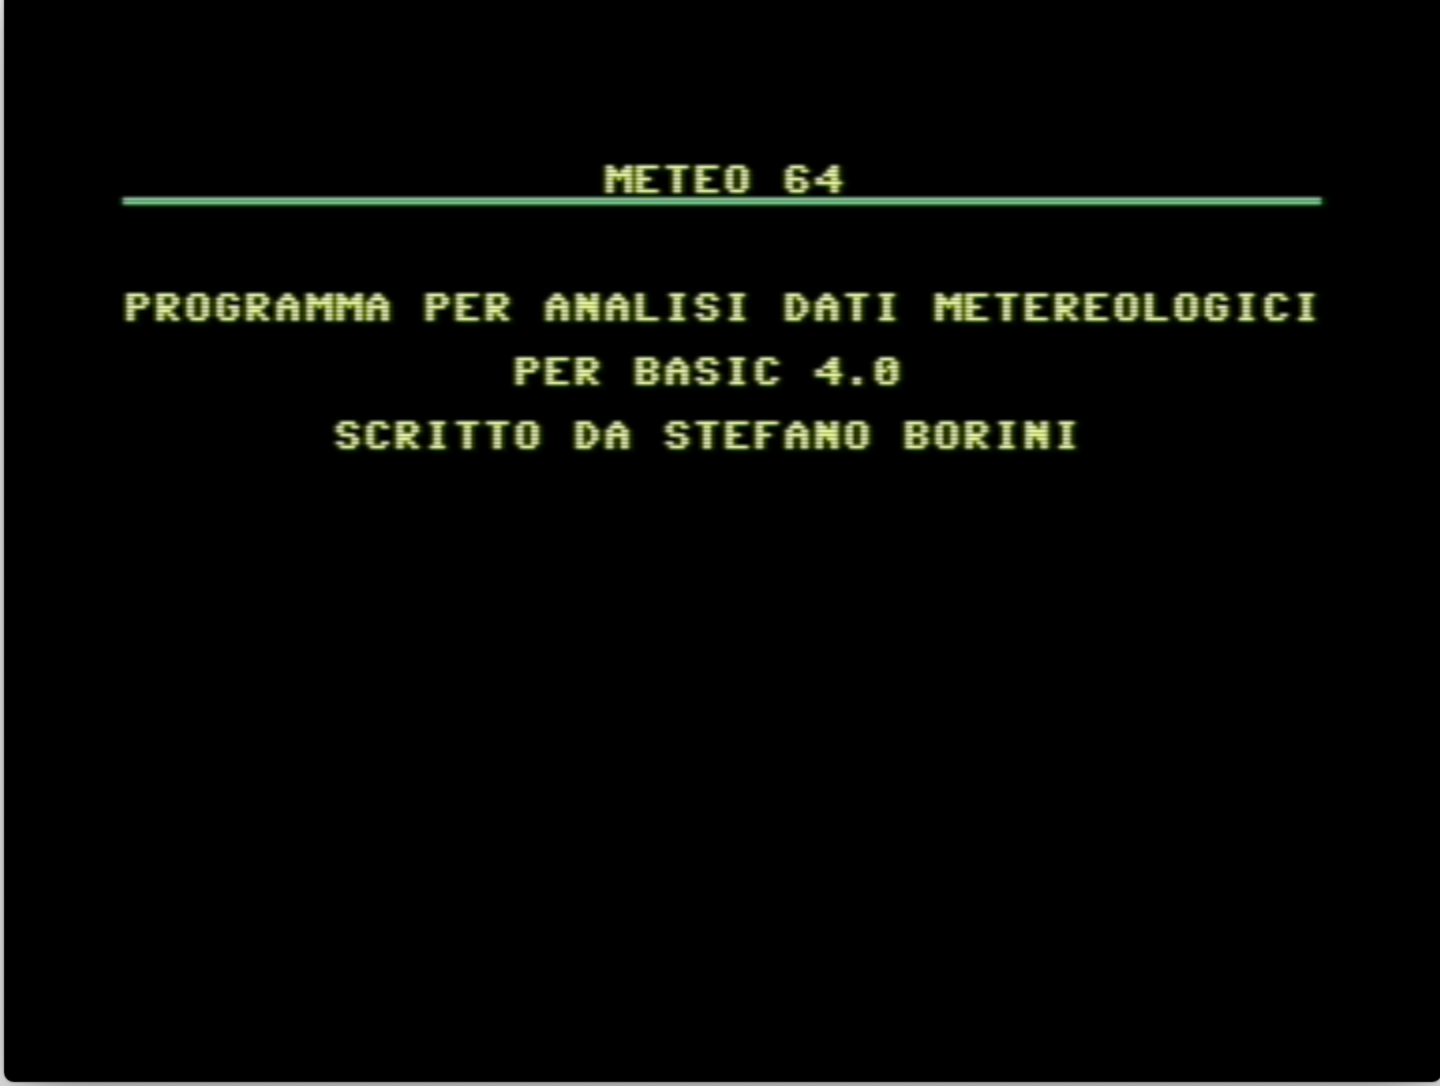 METEO 64
PROGRAMMA PER ANALISI DATI METEREOLOGICI
PER BASIC 4.0
SCRITTO DA STEFANO BORINI